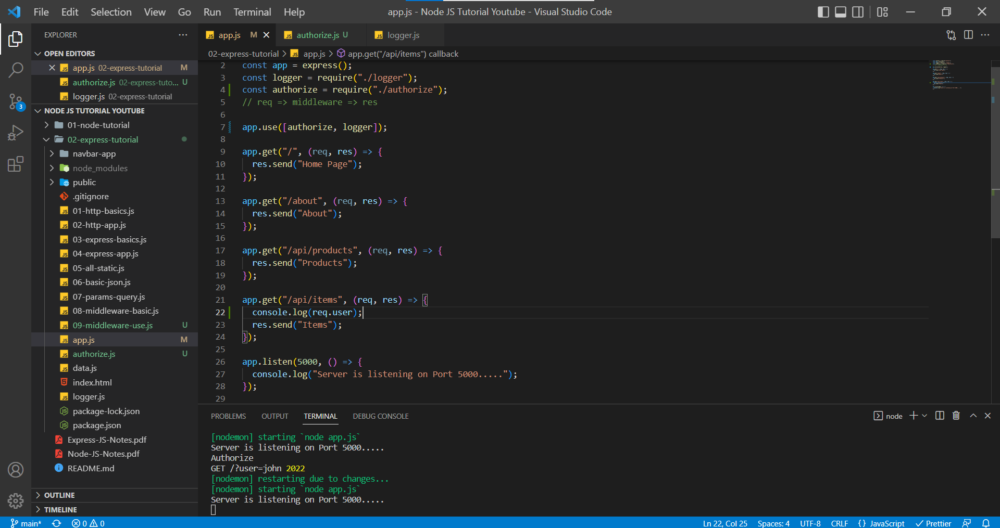 File Edit Selection View Go Run Terminal Help
app.js - Node JS Tutorial Youtube - Visual Studio Code
EXPLORER
OPEN EDITORS
app.js 02-express-tutorial M
authorize.js 02-express-tuto... U
logger.js 02-express-tutorial
3
NODE JS TUTORIAL YOUTUBE
01-node-tutorial
02-express-tutorial
navbar-app
node_modules
public
.gitignore
01-http-basics.js
02-http-app.js
03-express-basics.js
04-express-app.js
05-all-static.js
06-basic-json.js
07-params-query.js
08-middleware-basic.js
09-middleware-use.js U
app.js M
authorize.js U
data.js
index.html
logger.js
package-lock.json
package.json
Express-JS-Notes.pdf
Node-JS-Notes.pdf
README.md
OUTLINE
TIMELINE
app.js M
authorize.js U
logger.js
02-express-tutorial > app.js > app.get("/api/items") callback
2 const app = express();
3 const logger = require("./logger");
4 const authorize = require("./authorize");
5 // req => middleware => res
6
7 app.use([authorize, logger]);
8
9 app.get("/", (req, res) => {
10 res.send("Home Page");
11 });
12
13 app.get("/about", (req, res) => {
14 res.send("About");
15 });
16
17 app.get("/api/products", (req, res) => {
18 res.send("Products");
19 });
20
21 app.get("/api/items", (req, res) => {
22 console.log(req.user);
23 res.send("Items");
24 });
25
26 app.listen(5000, () => {
27 console.log("Server is listening on Port 5000.....");
28 });
29
PROBLEMS OUTPUT TERMINAL DEBUG CONSOLE
node
[nodemon] starting `node app.js`
Server is listening on Port 5000.....
Authorize
GET /?user=john 2022
[nodemon] restarting due to changes...
[nodemon] starting `node app.js`
Server is listening on Port 5000.....
main* 0 0
Ln 22, Col 25 Spaces: 4 UTF-8 CRLF {} JavaScript Prettier